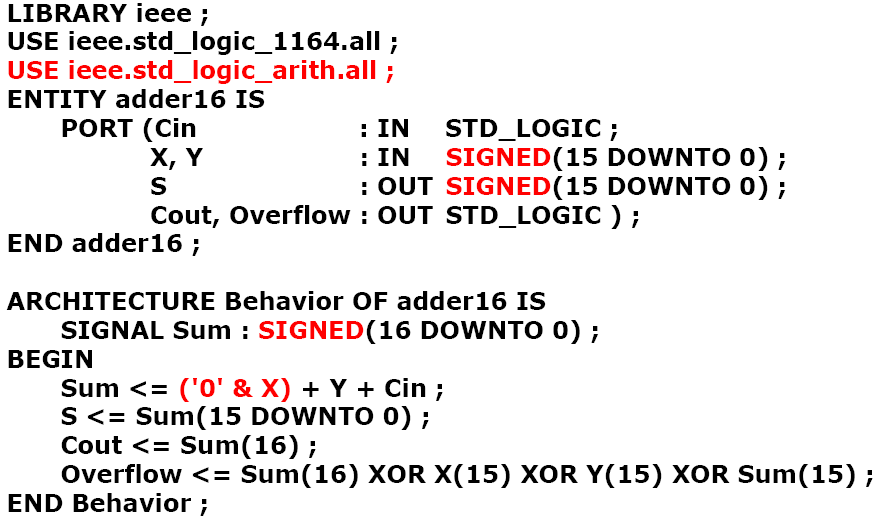 LIBRARY ieee ;
USE ieee.std_logic_1164.all ;
USE ieee.std_logic_arith.all ;
ENTITY adder16 IS
PORT (Cin : IN STD_LOGIC ;
X, Y : IN SIGNED(15 DOWNTO 0) ;
S : OUT SIGNED(15 DOWNTO 0) ;
Cout, Overflow : OUT STD_LOGIC ) ;
END adder16 ;
ARCHITECTURE Behavior OF adder16 IS
SIGNAL Sum : SIGNED(16 DOWNTO 0) ;
BEGIN
Sum <= ('0' & X) + Y + Cin ;
S <= Sum(15 DOWNTO 0) ;
Cout <= Sum(16) ;
Overflow <= Sum(16) XOR X(15) XOR Y(15) XOR Sum(15) ;
END Behavior ;